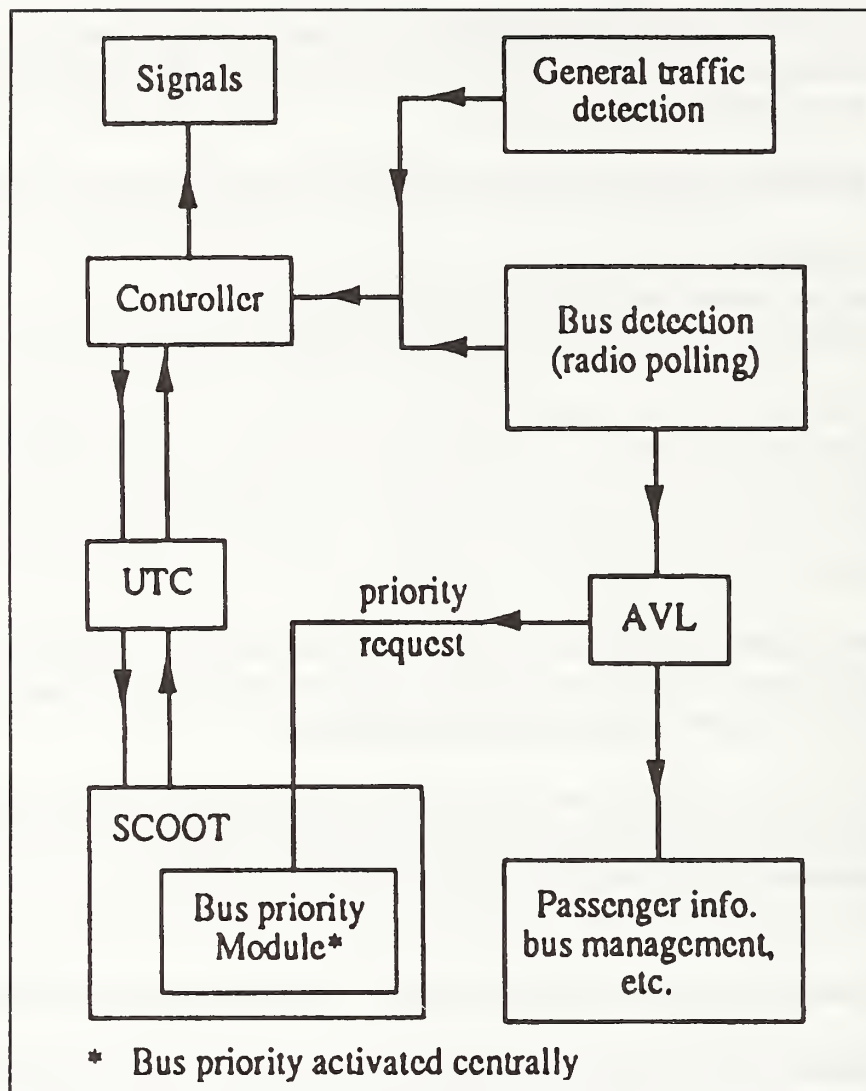 Signals
General traffic
detection
Controller
Bus detection
(radio polling)
UTC
priority
request
AVL
SCOOT
Bus priority
Module*
Passenger info.
bus management,
etc.
* Bus priority activated centrally